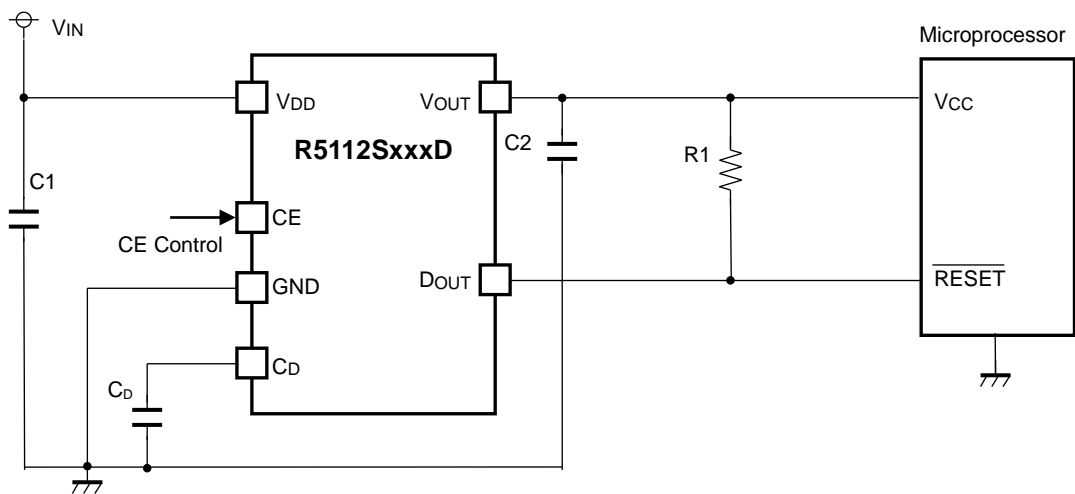 VIN
Microprocessor
VDD
VOUT
VCC
R5112SxxxD
C2
R1
C1
CE
CE Control
GND
DOUT
RESET
CD
CD